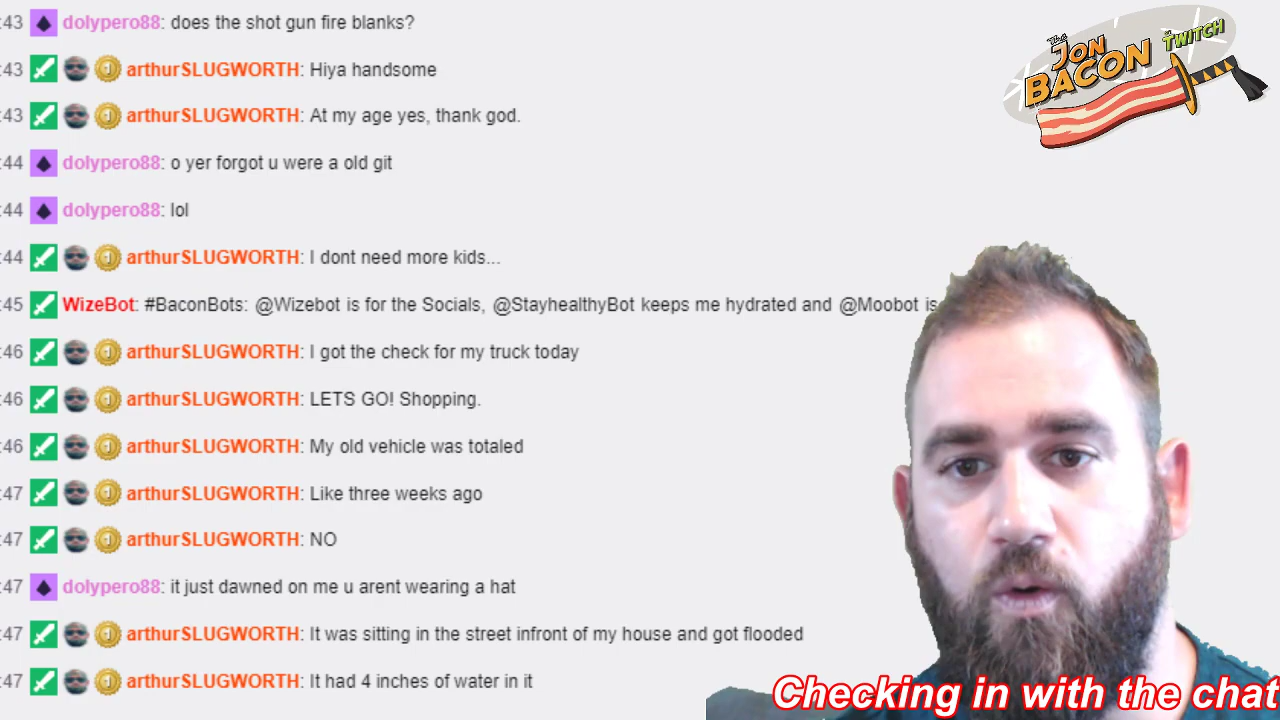 :43 dolypero88: does the shot gun fire blanks?
:43 arthurSLUGWORTH: Hiya handsome
:43 arthurSLUGWORTH: At my age yes, thank god.
:44 dolypero88: o yer forgot u were a old git
:44 dolypero88: lol
:44 arthurSLUGWORTH: I dont need more kids...
:45 WizeBot: #BaconBots: @Wizebot is for the Socials, @StayhealthyBot keeps me hydrated and @Moobot is
:46 arthurSLUGWORTH: I got the check for my truck today
:46 arthurSLUGWORTH: LETS GO! Shopping.
:46 arthurSLUGWORTH: My old vehicle was totaled
:47 arthurSLUGWORTH: Like three weeks ago
:47 arthurSLUGWORTH: NO
:47 dolypero88: it just dawned on me u arent wearing a hat
:47 arthurSLUGWORTH: It was sitting in the street infront of my house and got flooded
:47 arthurSLUGWORTH: It had 4 inches of water in it
JON
BACON
TWITCH
Checking in with the chat